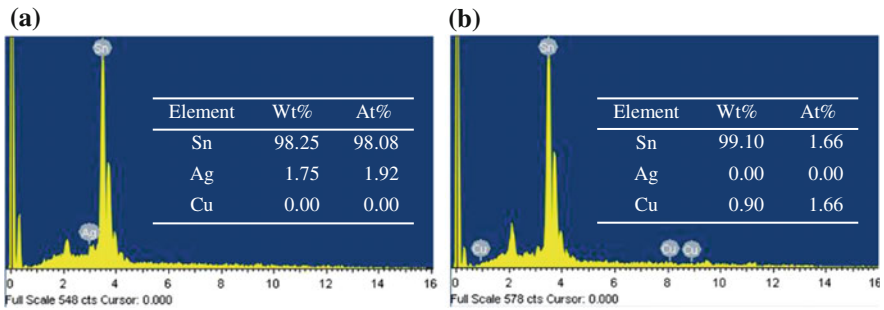 (a)
Sn
Element Wt% At%
Sn 98.25 98.08
Ag 1.75 1.92
Cu 0.00 0.00
Ag
0 2 4 6 8 10 12 14 16
Full Scale 548 cts Cursor: 0.000
(b)
Sn
Element Wt% At%
Sn 99.10 1.66
Ag 0.00 0.00
Cu 0.90 1.66
Cu Cu Cu
0 2 4 6 8 10 12 14 16
Full Scale 578 cts Cursor: 0.000